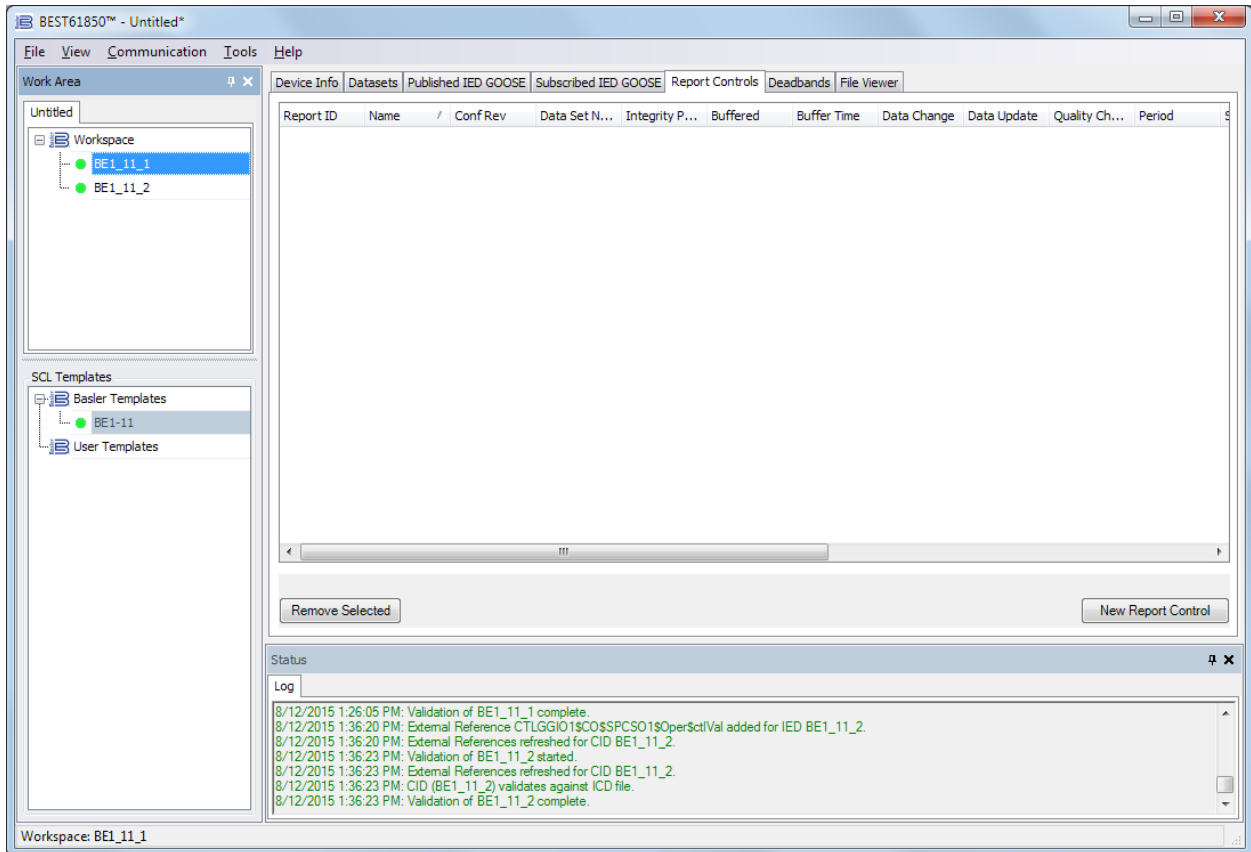 BEST61850™ - Untitled*
File View Communication Tools Help
Work Area
Untitled
Workspace
BE1_11_1
BE1_11_2
SCL Templates
Basler Templates
BE1-11
User Templates
Device Info Datasets Published IED GOOSE Subscribed IED GOOSE Report Controls Deadbands File Viewer
Report ID Name Conf Rev Data Set N... Integrity P... Buffered Buffer Time Data Change Data Update Quality Ch... Period S
Remove Selected New Report Control
Status
Log
8/12/2015 1:26:05 PM: Validation of BE1_11_1 complete.
8/12/2015 1:36:20 PM: External Reference CTLGGIO1$CO$SPCSO1$Oper$ctlVal added for IED BE1_11_2.
8/12/2015 1:36:20 PM: External References refreshed for CID BE1_11_2.
8/12/2015 1:36:23 PM: Validation of BE1_11_2 started.
8/12/2015 1:36:23 PM: External References refreshed for CID BE1_11_2.
8/12/2015 1:36:23 PM: CID (BE1_11_2) validates against ICD file.
8/12/2015 1:36:23 PM: Validation of BE1_11_2 complete.
Workspace: BE1_11_1